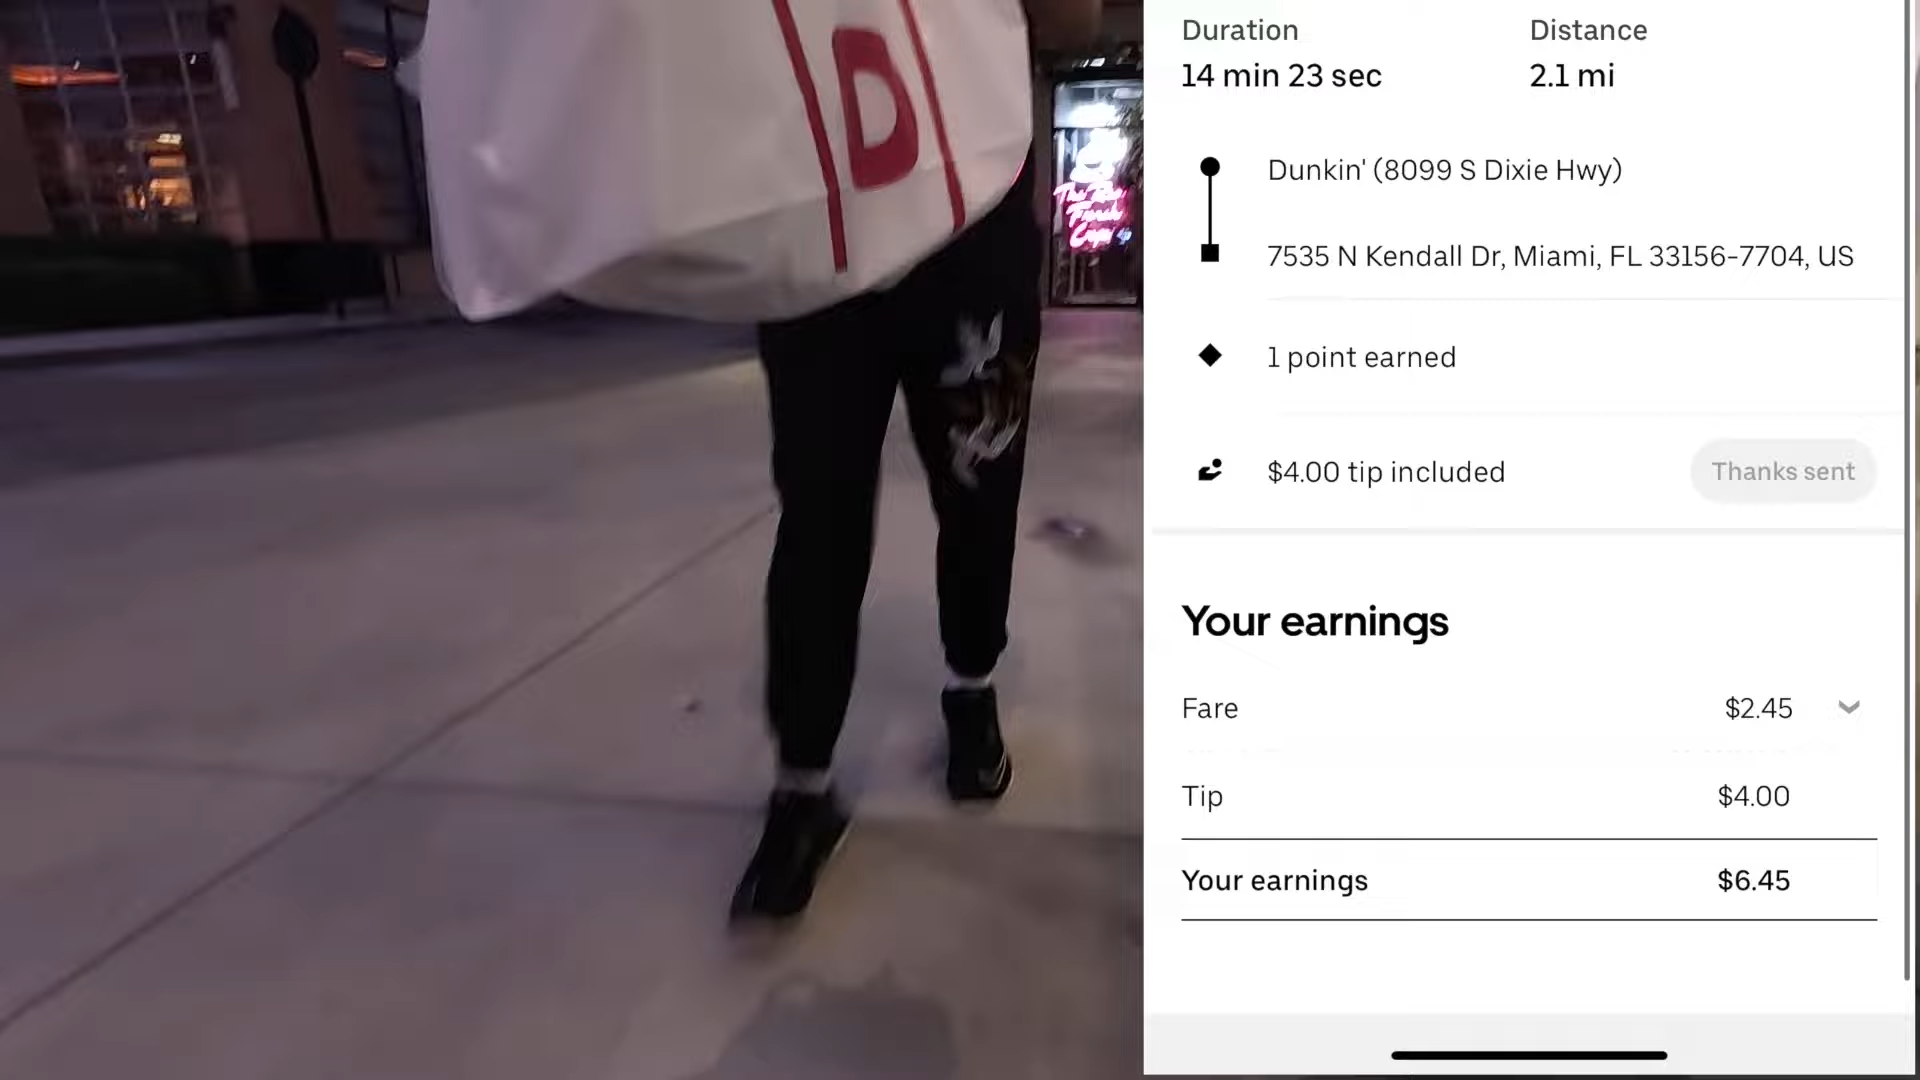 D
Duration
Distance
14 min 23 sec
2.1 mi
Dunkin' (8099 S Dixie Hwy)
7535 N Kendall Dr, Miami, FL 33156-7704, US
1 point earned
$4.00 tip included
Thanks sent
Your earnings
Fare
$2.45
Tip
$4.00
Your earnings
$6.45